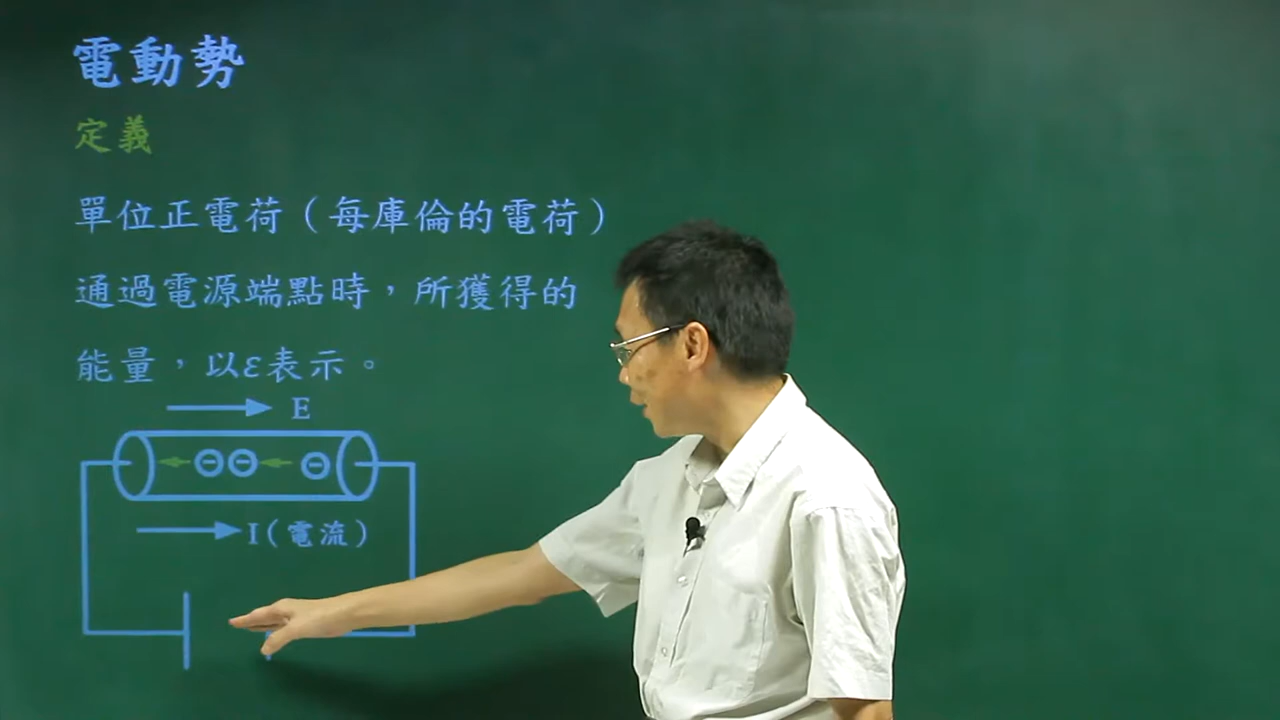 電動勢
定義
單位正電荷（每庫倫的電荷）
通過電源端點時，所獲得的
能量，以ε表示。
E
I(電流)